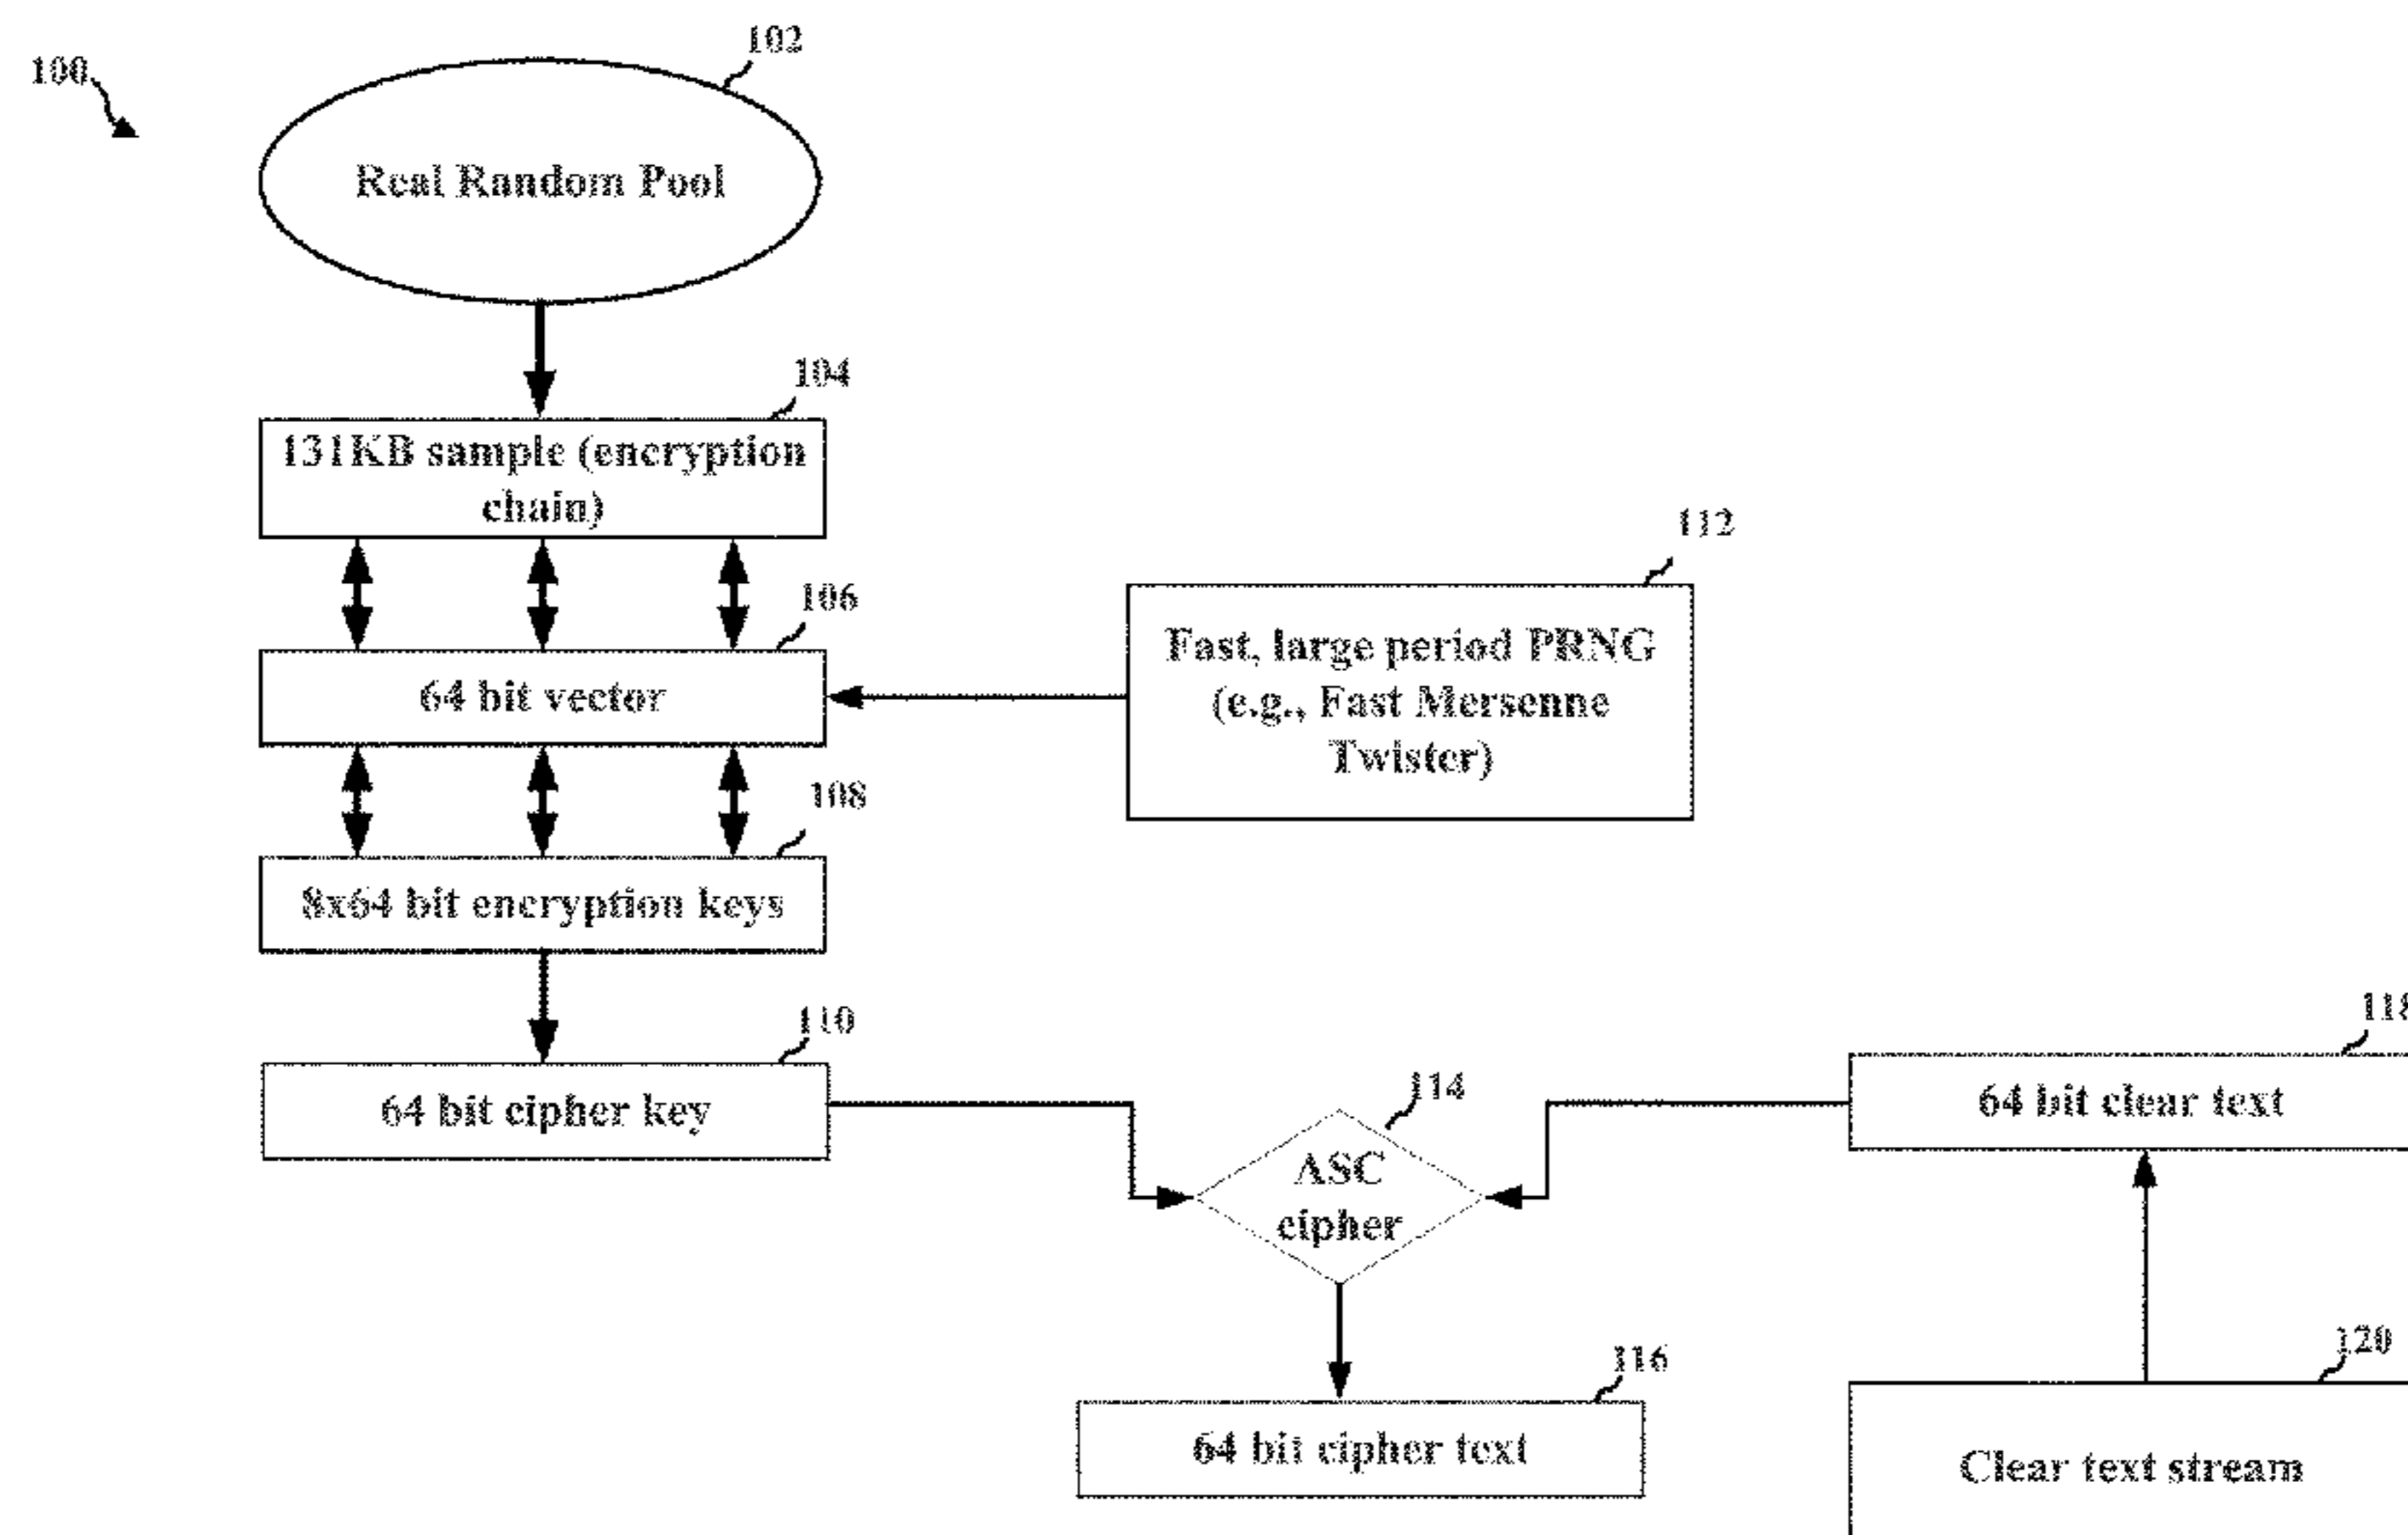 102
100
Real Random Pool
104
131KB sample (encryption
chain)
112
106
Fast, large period PRNG
(e.g., Fast Mersenne
Twister)
64 bit vector
108
8x64 bit encryption keys
110
118
64 bit cipher key
114
64 bit clear text
ASC
cipher
120
116
64 bit cipher text
Clear text stream